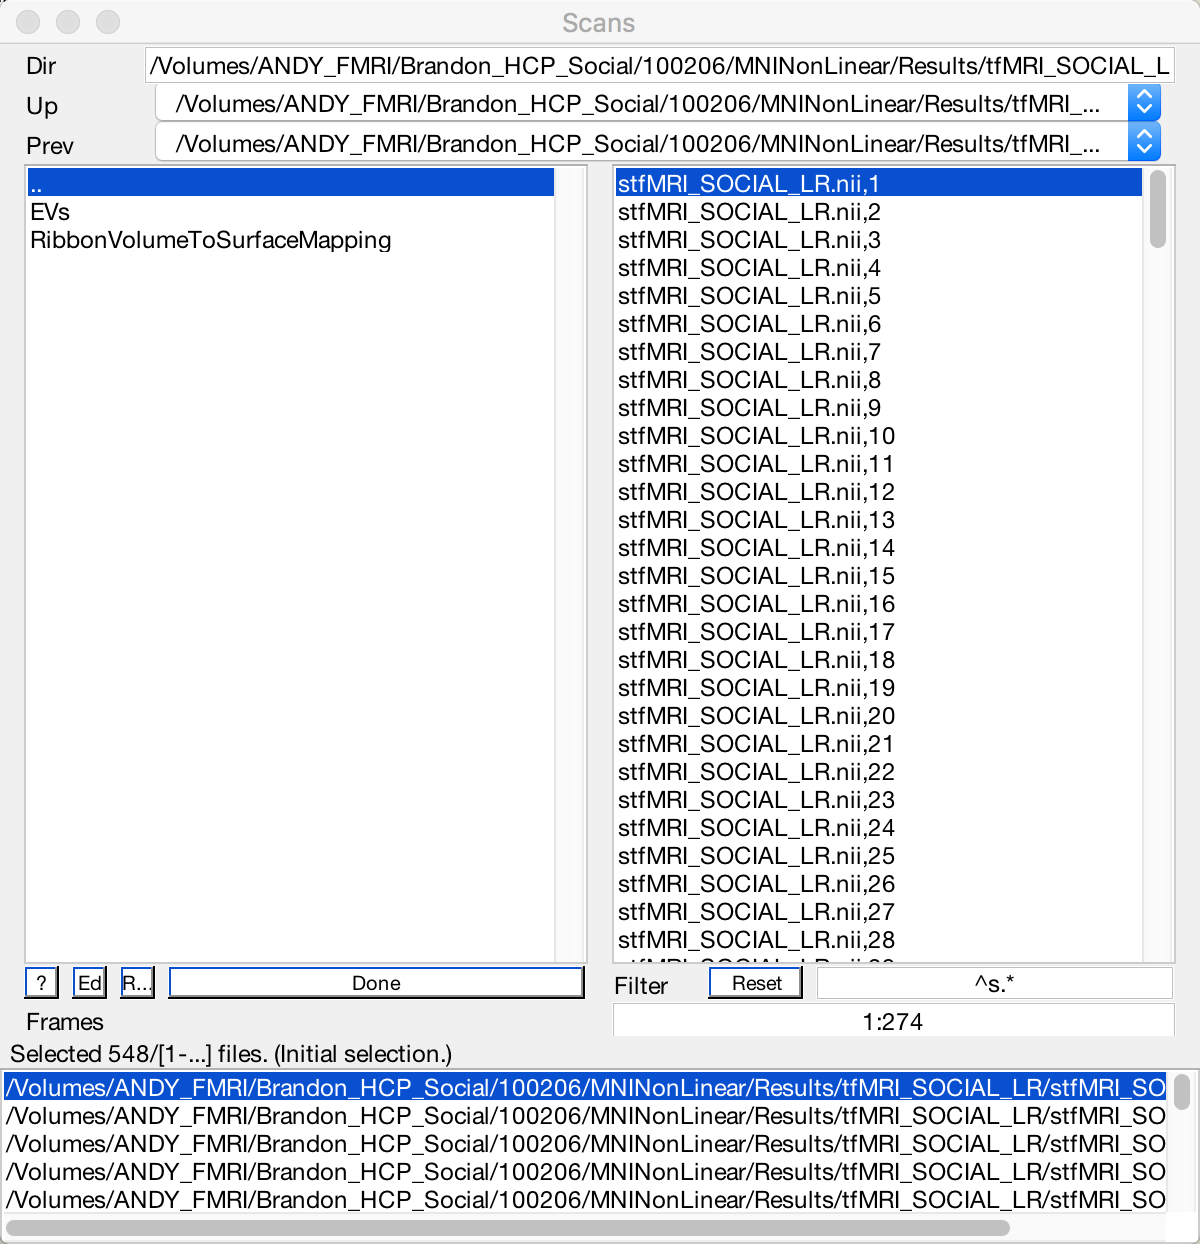 Scans
Dir
/Volumes/ANDY_FMRI/Brandon_HCP_Social/100206/MNINonLinear/Results/tfMRI_SOCIAL_L
Up
/Volumes/ANDY_FMRI/Brandon_HCP_Social/100206/MNINonLinear/Results/tfMRI_...
Prev
/Volumes/ANDY_FMRI/Brandon_HCP_Social/100206/MNINonLinear/Results/tfMRI_...
..
EVs
RibbonVolumeToSurfaceMapping
stfMRI_SOCIAL_LR.nii,1
stfMRI_SOCIAL_LR.nii,2
stfMRI_SOCIAL_LR.nii,3
stfMRI_SOCIAL_LR.nii,4
stfMRI_SOCIAL_LR.nii,5
stfMRI_SOCIAL_LR.nii,6
stfMRI_SOCIAL_LR.nii,7
stfMRI_SOCIAL_LR.nii,8
stfMRI_SOCIAL_LR.nii,9
stfMRI_SOCIAL_LR.nii,10
stfMRI_SOCIAL_LR.nii,11
stfMRI_SOCIAL_LR.nii,12
stfMRI_SOCIAL_LR.nii,13
stfMRI_SOCIAL_LR.nii,14
stfMRI_SOCIAL_LR.nii,15
stfMRI_SOCIAL_LR.nii,16
stfMRI_SOCIAL_LR.nii,17
stfMRI_SOCIAL_LR.nii,18
stfMRI_SOCIAL_LR.nii,19
stfMRI_SOCIAL_LR.nii,20
stfMRI_SOCIAL_LR.nii,21
stfMRI_SOCIAL_LR.nii,22
stfMRI_SOCIAL_LR.nii,23
stfMRI_SOCIAL_LR.nii,24
stfMRI_SOCIAL_LR.nii,25
stfMRI_SOCIAL_LR.nii,26
stfMRI_SOCIAL_LR.nii,27
stfMRI_SOCIAL_LR.nii,28
? Ed R... Done
Filter Reset ^s.*
Frames
1:274
Selected 548/[1-...] files. (Initial selection.)
/Volumes/ANDY_FMRI/Brandon_HCP_Social/100206/MNINonLinear/Results/tfMRI_SOCIAL_LR/stfMRI_SO
/Volumes/ANDY_FMRI/Brandon_HCP_Social/100206/MNINonLinear/Results/tfMRI_SOCIAL_LR/stfMRI_SO
/Volumes/ANDY_FMRI/Brandon_HCP_Social/100206/MNINonLinear/Results/tfMRI_SOCIAL_LR/stfMRI_SO
/Volumes/ANDY_FMRI/Brandon_HCP_Social/100206/MNINonLinear/Results/tfMRI_SOCIAL_LR/stfMRI_SO
/Volumes/ANDY_FMRI/Brandon_HCP_Social/100206/MNINonLinear/Results/tfMRI_SOCIAL_LR/stfMRI_SO